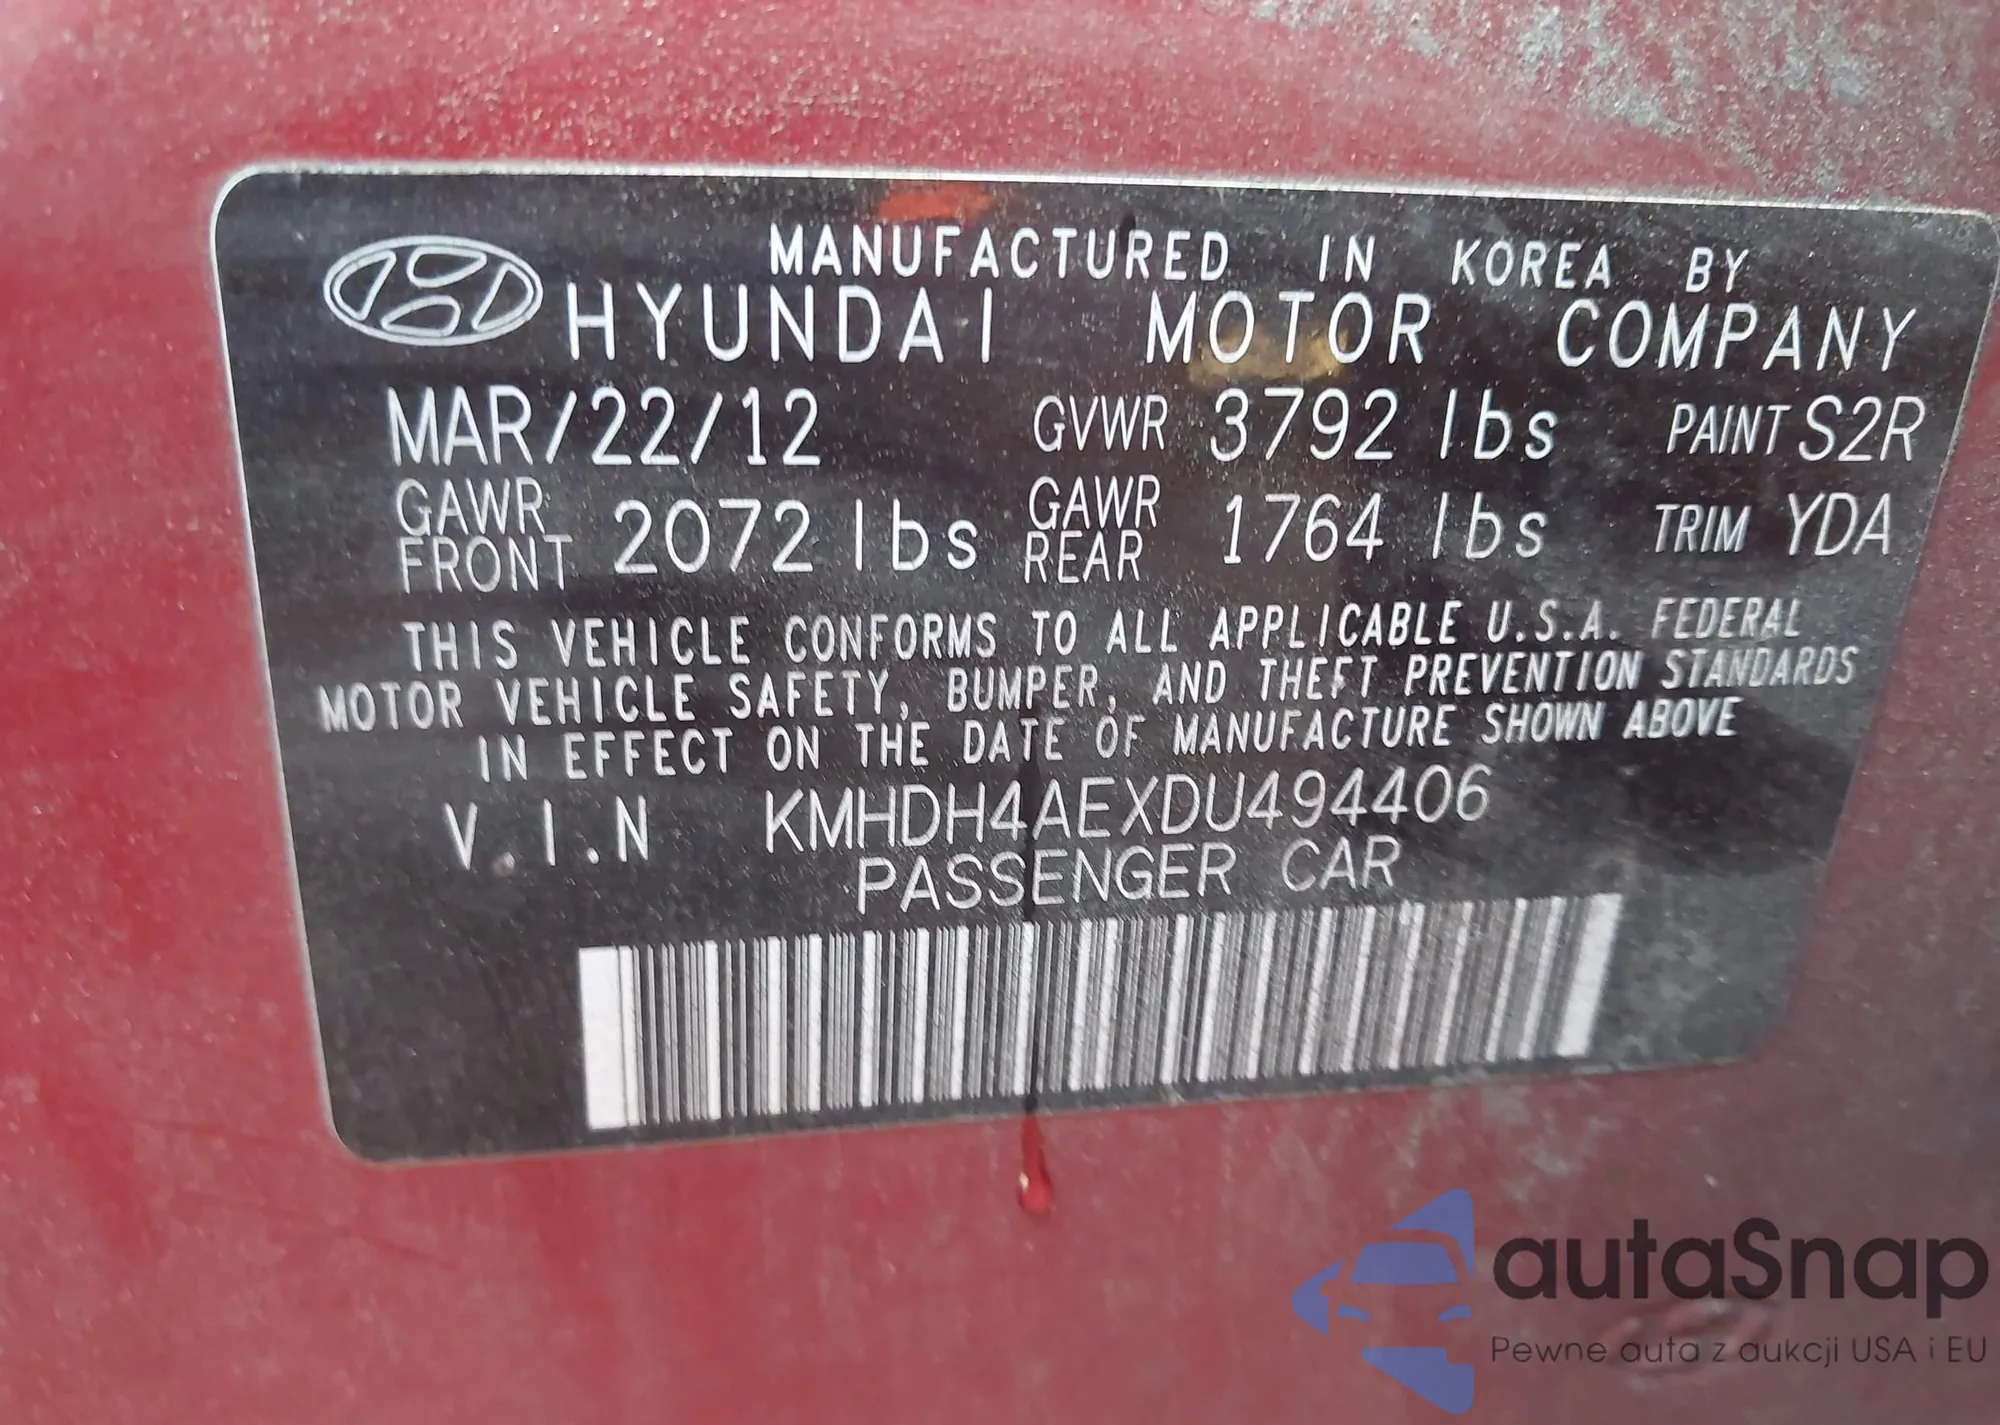 MANUFACTURED IN KOREA BY
HYUNDAI MOTOR COMPANY
MAR/22/12 GVWR 3792 lbs PAINT S2R
GAWR FRONT 2072 lbs GAWR REAR 1764 lbs TRIM YDA
THIS VEHICLE CONFORMS TO ALL APPLICABLE U.S.A. FEDERAL
MOTOR VEHICLE SAFETY, BUMPER, AND THEFT PREVENTION STANDARDS
IN EFFECT ON THE DATE OF MANUFACTURE SHOWN ABOVE
V.I.N KMHDH4AEXDU494406
PASSENGER CAR
autaSnap
Pewne auta z aukcji USA i EU